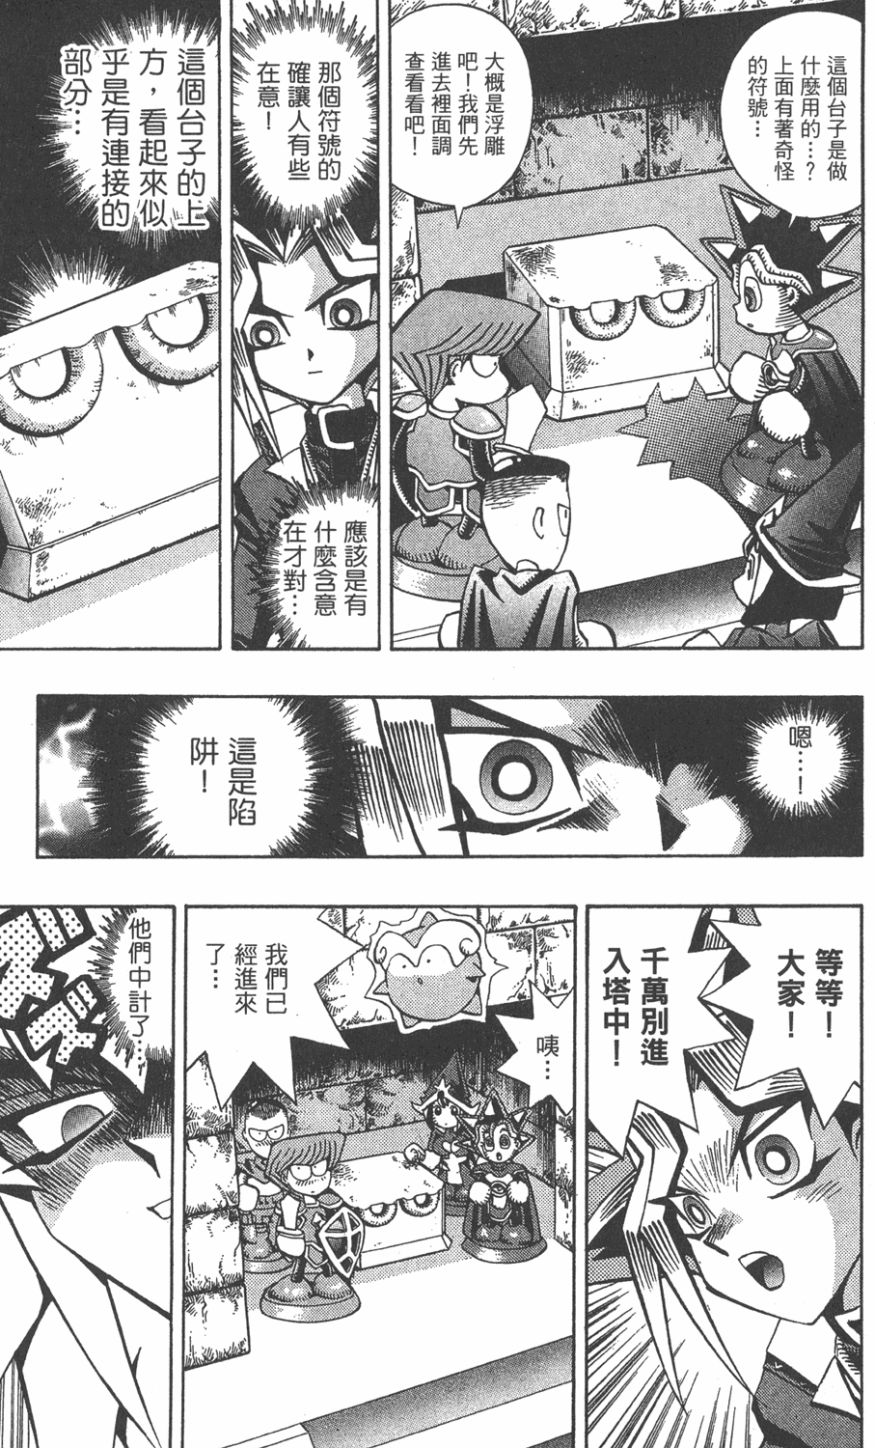 這個台子是做
什麼用的…？
上面有著奇怪
的符號…
大概是浮雕
吧！我們先
進去裡面調
查看看吧！
那個符號的
確讓人有些
在意！
應該是有
什麼含意
在才對…
這個台子的上
方，看起來似
乎是有連接的
部分…
嗯…！
這是陷
阱！
等等！
大家！
千萬別進
入塔中！
咦…
我們已
經進來
了…
他們中計了…